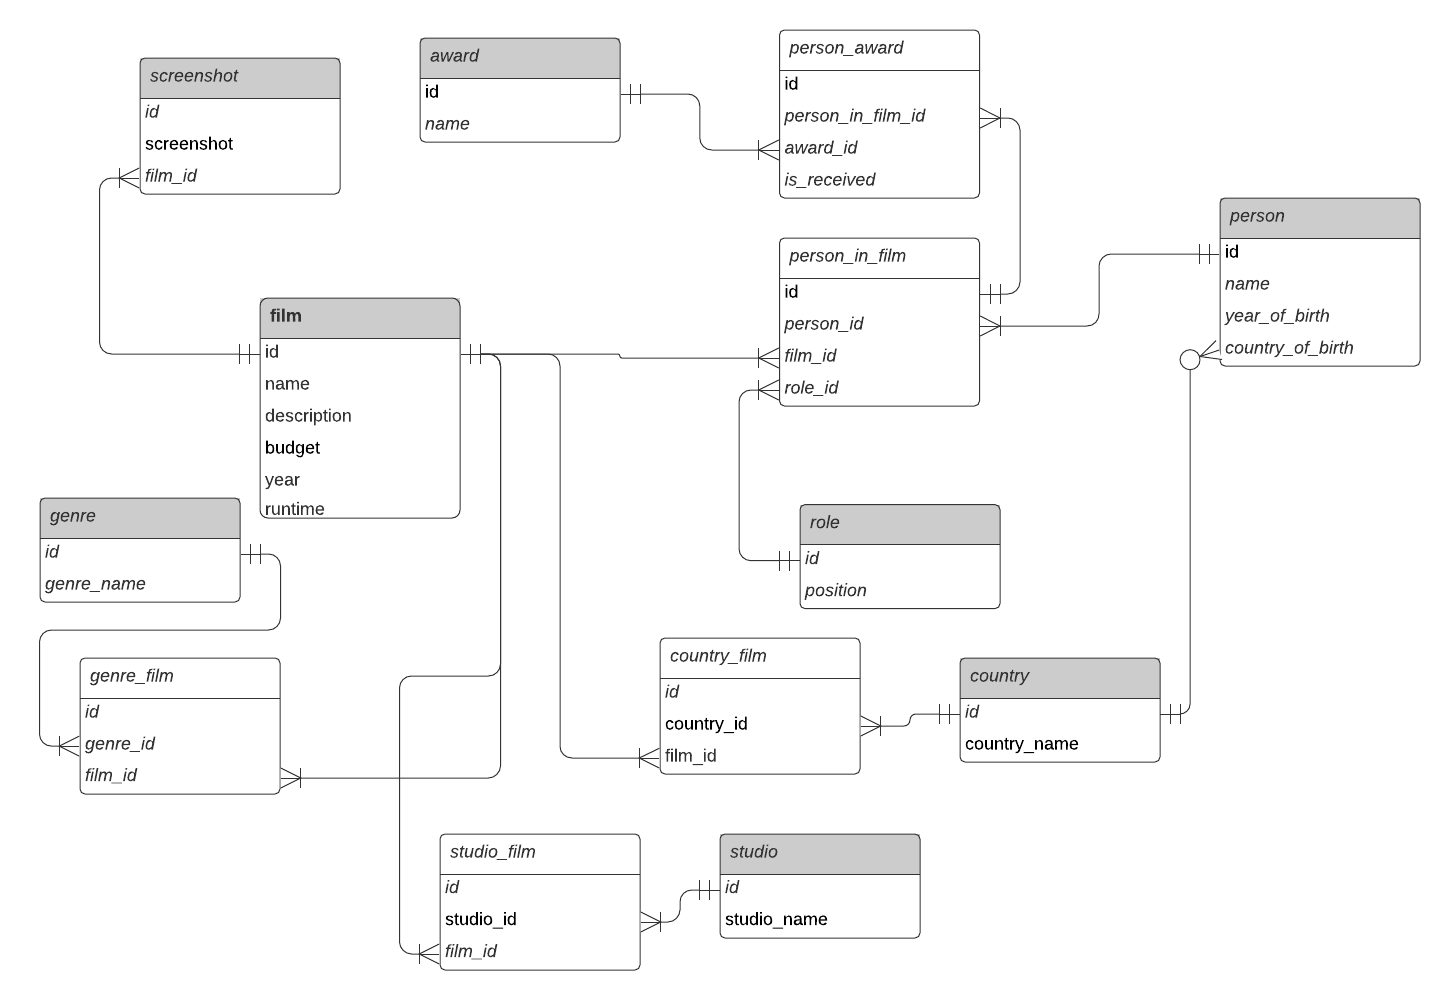 screenshot
id
screenshot
film_id
award
id
name
person_award
id
person_in_film_id
award_id
is_received
person_in_film
id
person_id
film_id
role_id
person
id
name
year_of_birth
country_of_birth
film
id
name
description
budget
year
runtime
genre
id
genre_name
role
id
position
genre_film
id
genre_id
film_id
country_film
id
country_id
film_id
country
id
country_name
studio_film
id
studio_id
film_id
studio
id
studio_name